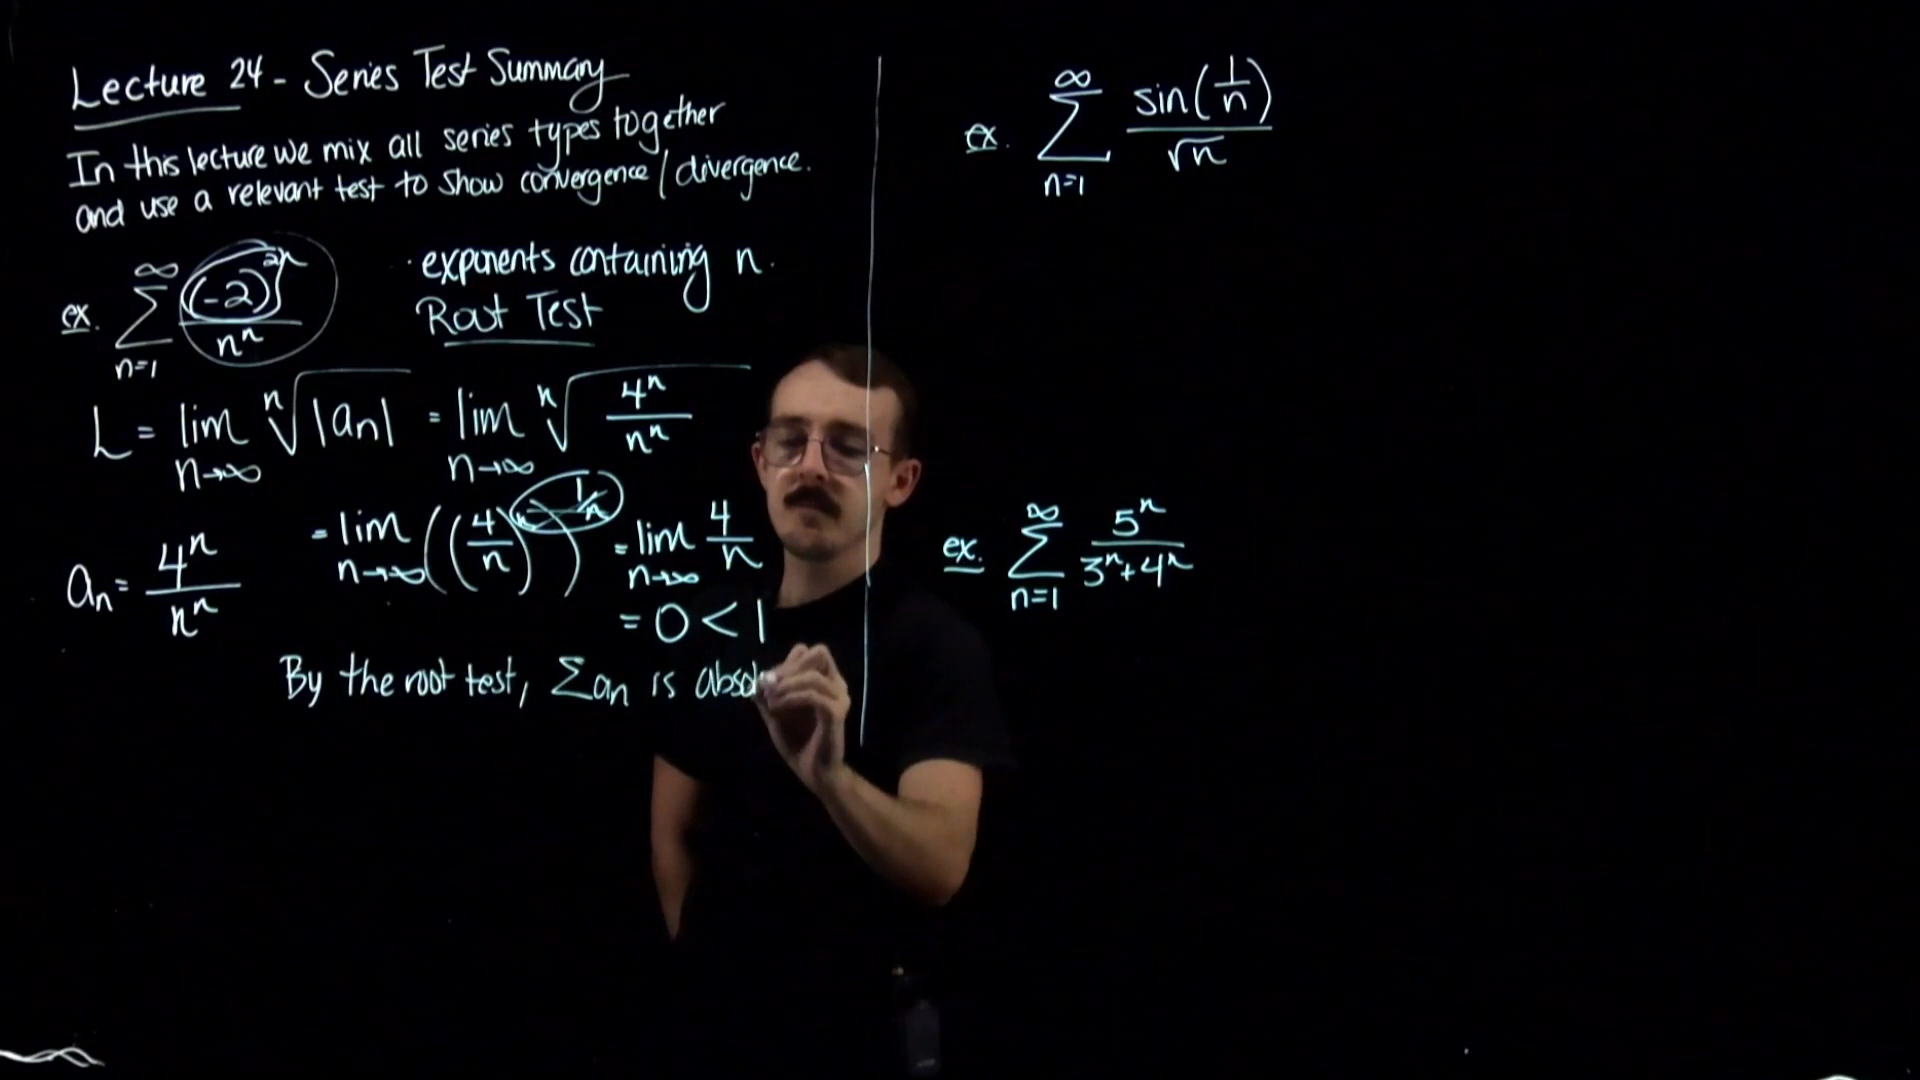 Lecture 24 - Series Test Summary
In this lecture we mix all series types together
and use a relevant test to show convergence / divergence.
ex. ∑_{n=1}^{∞} (-2)^{2n} / n^n
· exponents containing n.
Root Test
L = lim_{n→∞} ⁿ√|a_n| = lim_{n→∞} ⁿ√(4^n / n^n)
a_n = 4^n / n^n
= lim_{n→∞} ((4/n)^n)^{1/n} = lim_{n→∞} 4/n
= 0 < 1
By the root test, ∑a_n is absol
ex. ∑_{n=1}^{∞} sin(1/n) / √n
ex. ∑_{n=1}^{∞} 5^n / (3^n + 4^n)